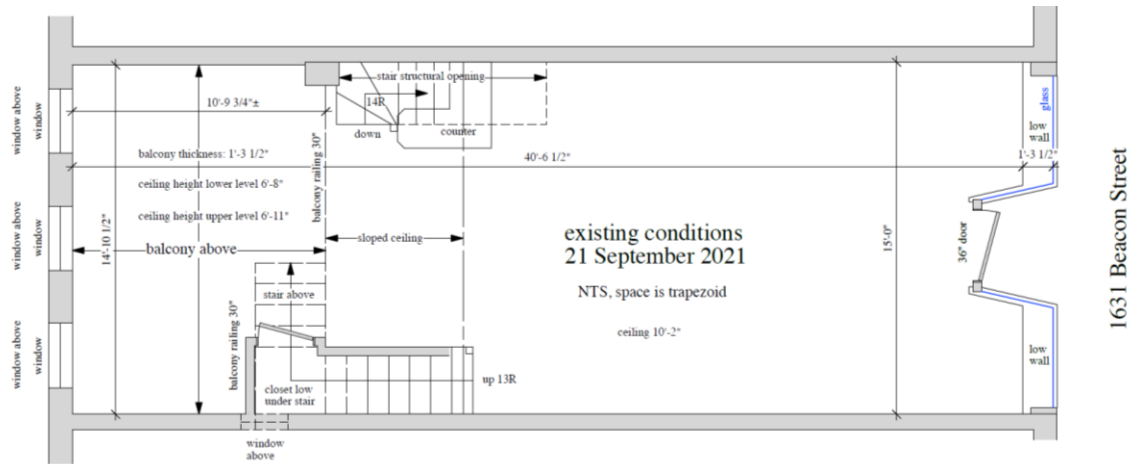 stair structural opening
10'-9 3/4"±
14R
down
counter
glass
low
wall
window above
window
balcony thickness: 1'-3 1/2"
40'-6 1/2"
1'-3 1/2"
ceiling height lower level 6'-8"
balcony railing 30"
ceiling height upper level 6'-11"
window above
window
14'-10 1/2"
balcony above
sloped ceiling
existing conditions
21 September 2021
15'-0"
36" door
1631 Beacon Street
NTS, space is trapezoid
stair above
ceiling 10'-2"
window above
window
balcony railing 30"
low
wall
closet low
under stair
up 13R
window
above